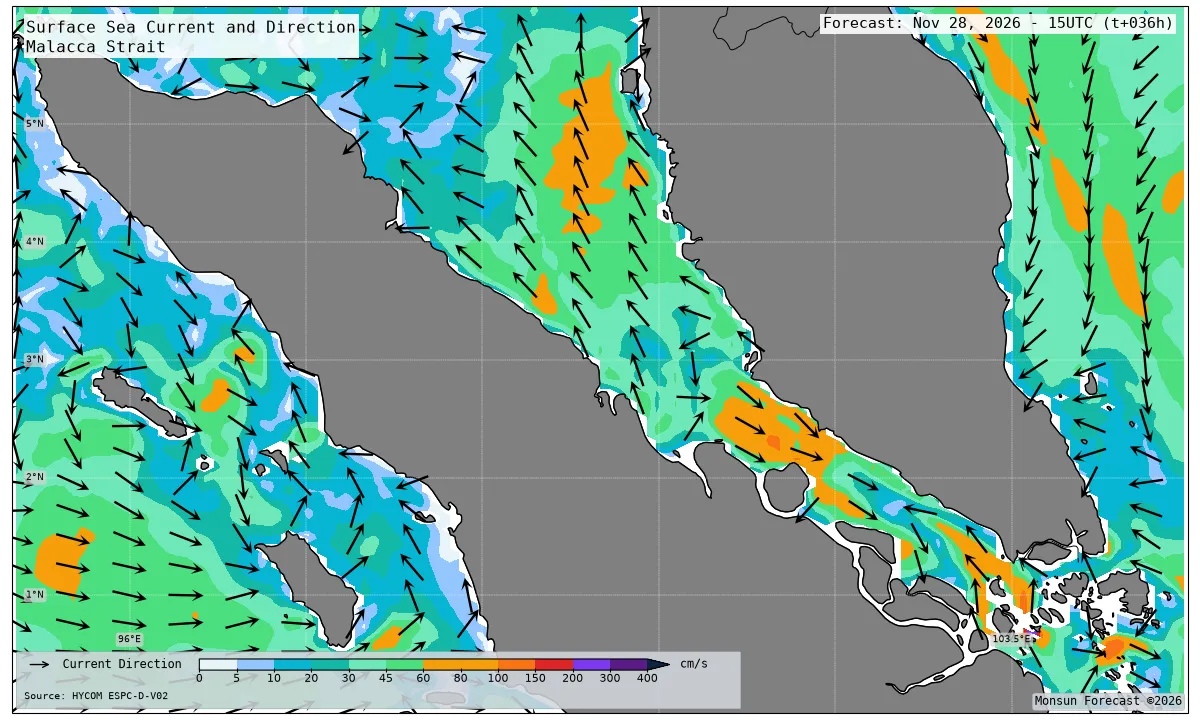 Surface Sea Current and Direction
Malacca Strait
Forecast: Nov 28, 2026 - 15UTC (t+036h)
5°N
4°N
3°N
2°N
1°N
96°E
103.5°E
Current Direction
0 5 10 20 30 45 60 80 100 150 200 300 400 cm/s
Source: HYCOM ESPC-D-V02
Monsun Forecast ©2026